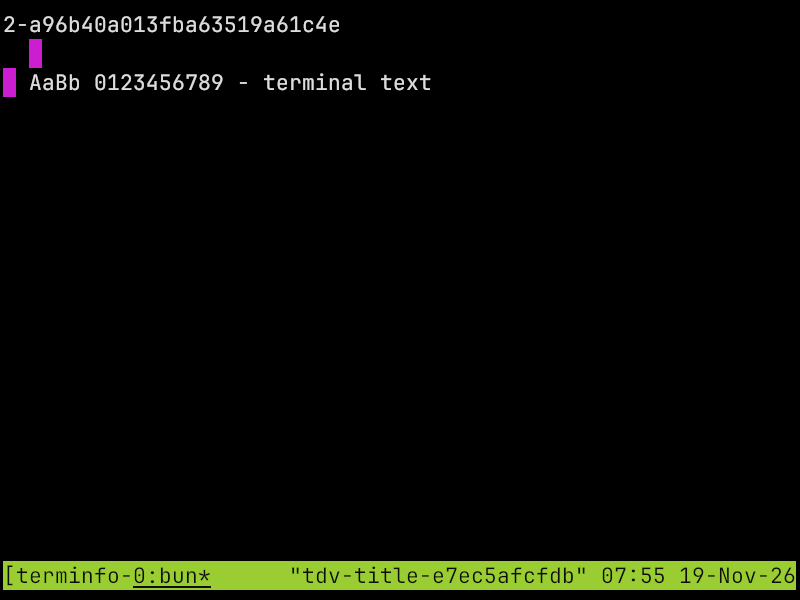 2-a96b40a013fba63519a61c4e
AaBb 0123456789 - terminal text
[terminfo-0:bun*      "tdv-title-e7ec5afcfdb" 07:55 19-Nov-26